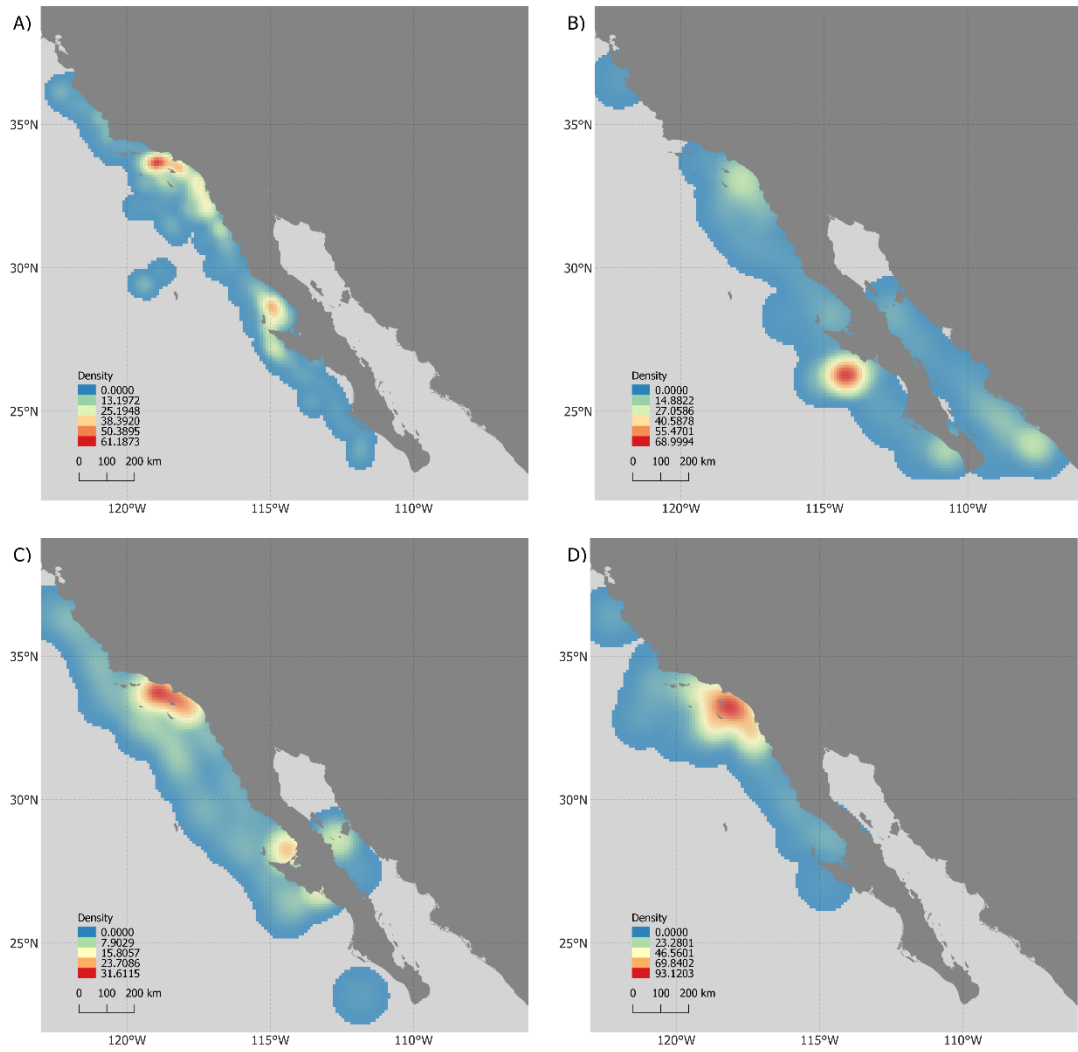 A)
35°N
30°N
25°N
Density
0.0000
13.1972
25.1948
38.3920
50.3895
61.1873
0 100 200 km
120°W 115°W 110°W
B)
35°N
30°N
25°N
Density
0.0000
14.8822
27.0586
40.5878
55.4701
68.9994
0 100 200 km
120°W 115°W 110°W
C)
35°N
30°N
25°N
Density
0.0000
7.9029
15.8057
23.7086
31.6115
0 100 200 km
120°W 115°W 110°W
D)
35°N
30°N
25°N
Density
0.0000
23.2801
46.5601
69.8402
93.1203
0 100 200 km
120°W 115°W 110°W